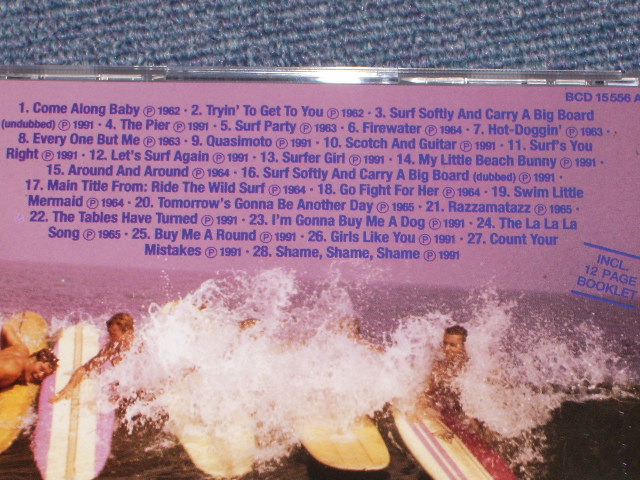 BCD 15 556 A
1. Come Along Baby ℗ 1962 · 2. Tryin' To Get To You ℗ 1962 · 3. Surf Softly And Carry A Big Board
(undubbed) ℗ 1991 · 4. The Pier ℗ 1991 · 5. Surf Party ℗ 1963 · 6. Firewater ℗ 1964 · 7. Hot-Doggin' ℗ 1963 ·
8. Every One But Me ℗ 1963 · 9. Quasimoto ℗ 1991 · 10. Scotch And Guitar ℗ 1991 · 11. Surf's You
Right ℗ 1991 · 12. Let's Surf Again ℗ 1991 · 13. Surfer Girl ℗ 1991 · 14. My Little Beach Bunny ℗ 1991 ·
15. Around And Around ℗ 1964 · 16. Surf Softly And Carry A Big Board (dubbed) ℗ 1991 ·
17. Main Title From: Ride The Wild Surf ℗ 1964 · 18. Go Fight For Her ℗ 1964 · 19. Swim Little
Mermaid ℗ 1964 · 20. Tomorrow's Gonna Be Another Day ℗ 1965 · 21. Razzamatazz ℗ 1965 ·
22. The Tables Have Turned ℗ 1991 · 23. I'm Gonna Buy Me A Dog ℗ 1991 · 24. The La La La
Song ℗ 1965 · 25. Buy Me A Round ℗ 1991 · 26. Girls Like You ℗ 1991 · 27. Count Your
Mistakes ℗ 1991 · 28. Shame, Shame, Shame ℗ 1991
INCL.
12 PAGE
BOOKLET